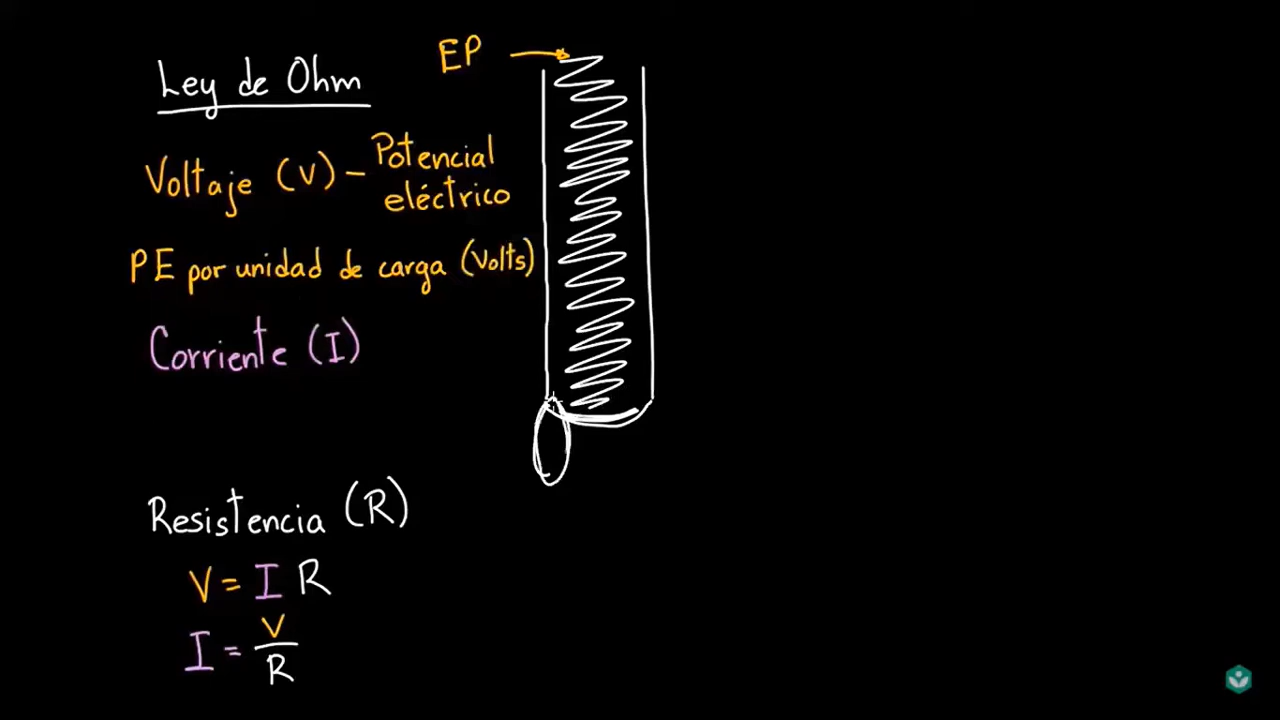 Ley de Ohm
EP
Voltaje (V) - Potencial
eléctrico
PE por unidad de carga (Volts)
Corriente (I)
Resistencia (R)
V = I R
I = V/R